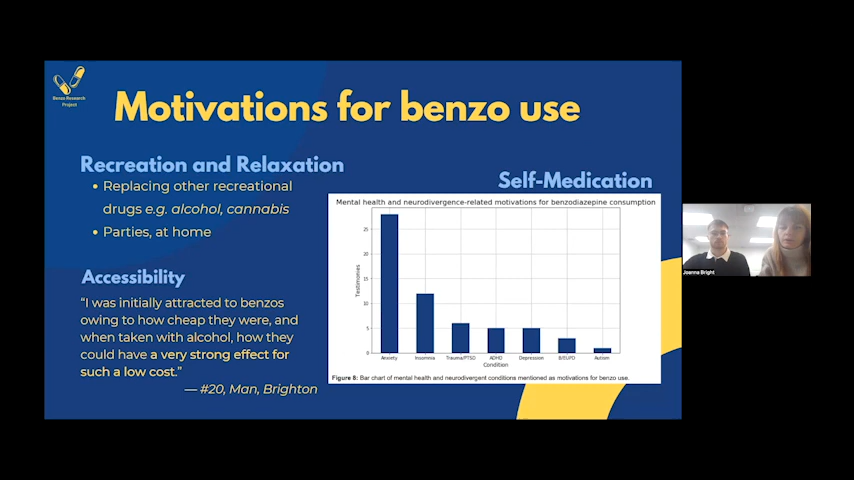 Benzo Research
Project
Motivations for benzo use
Recreation and Relaxation
• Replacing other recreational
drugs e.g. alcohol, cannabis
• Parties, at home
Accessibility
“I was initially attracted to benzos
owing to how cheap they were, and
when taken with alcohol, how they
could have a very strong effect for
such a low cost.”
— #20, Man, Brighton
Self-Medication
Mental health and neurodivergence-related motivations for benzodiazepine consumption
Testimonies
25
20
15
10
5
0
Anxiety Insomnia Trauma/PTSD ADHD Depression B/EUPD Autism
Condition
Figure 8: Bar chart of mental health and neurodivergent conditions mentioned as motivations for benzo use.
Joanna Bright